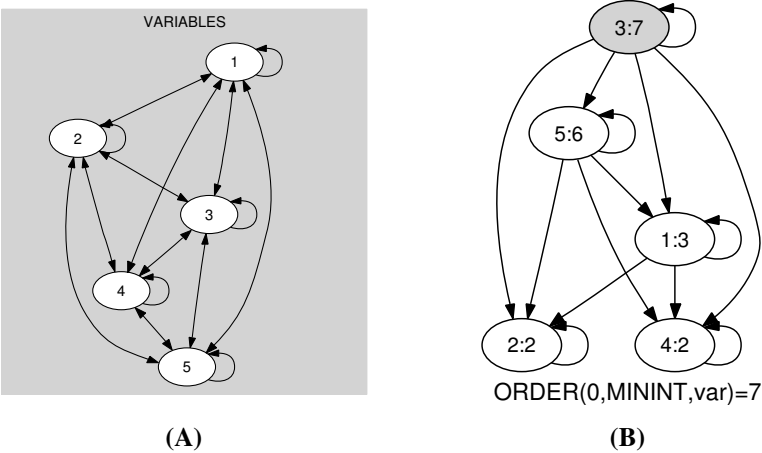 VARIABLES
1
2
3
4
5
(A)
3:7
5:6
1:3
2:2
4:2
ORDER(0,MININT,var)=7
(B)